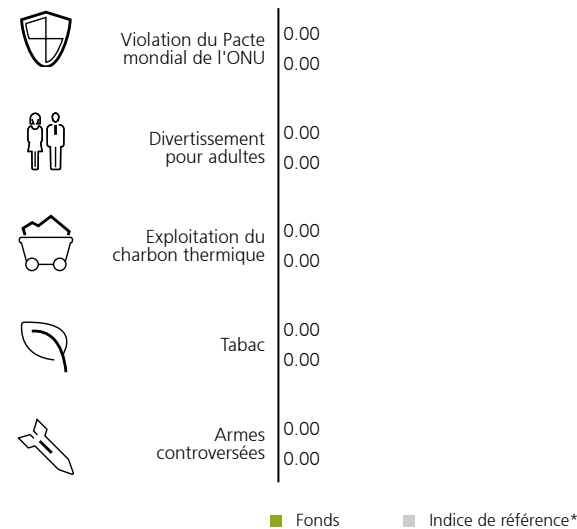 Violation du Pacte
mondial de l'ONU
0.00
0.00
Divertissement
pour adultes
0.00
0.00
Exploitation du
charbon thermique
0.00
0.00
Tabac
0.00
0.00
Armes
controversées
0.00
0.00
Fonds
Indice de référence*